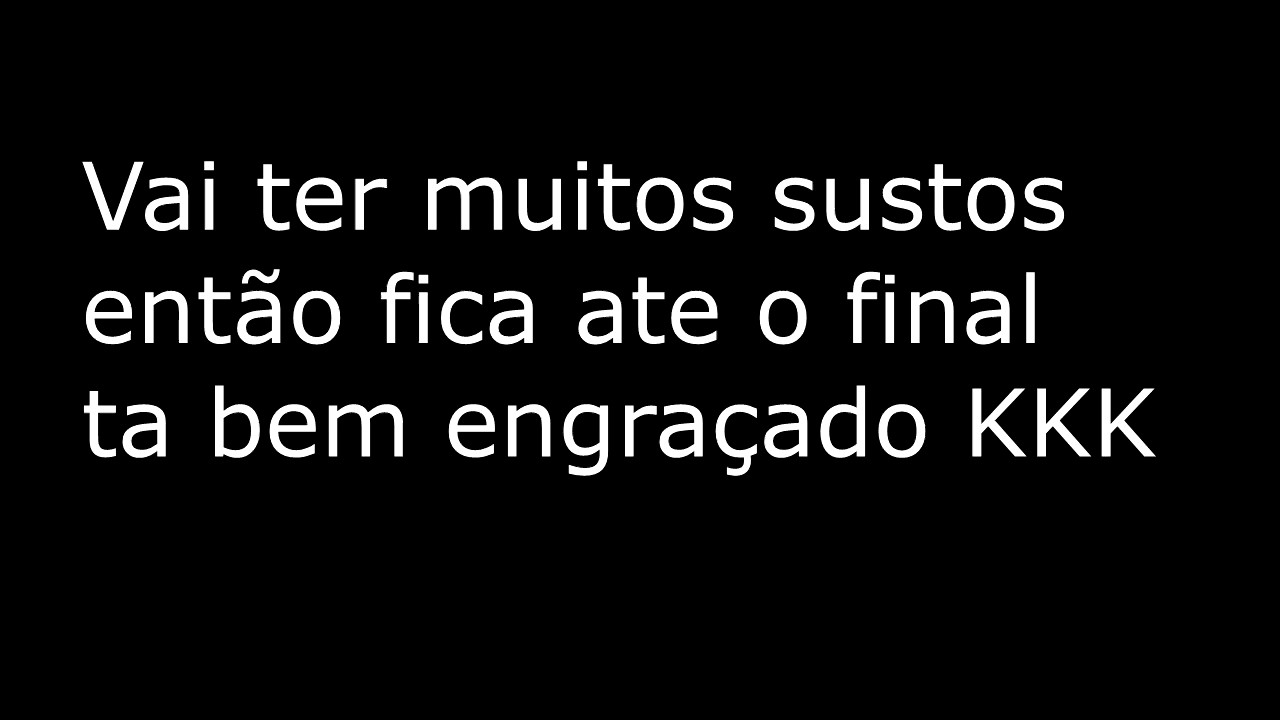 Vai ter muitos sustos
então fica ate o final
ta bem engraçado KKK